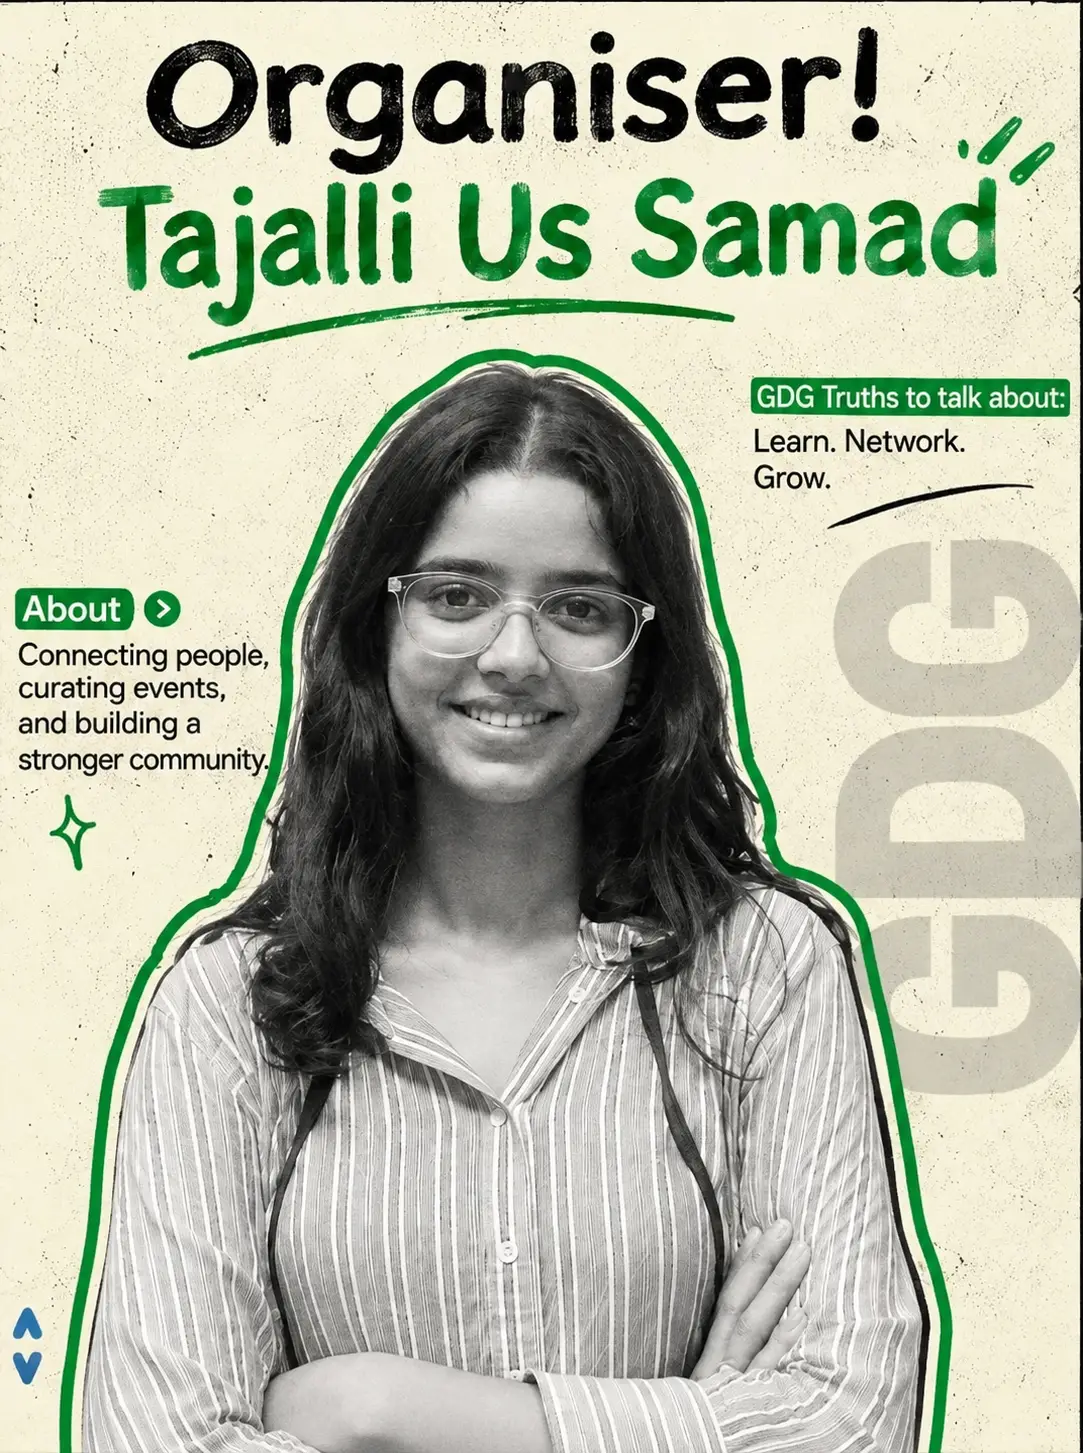 Organiser!
Tajalli Us Samad
GDG Truths to talk about:
Learn. Network.
Grow.
About
Connecting people,
curating events,
and building a
stronger community.
GDG